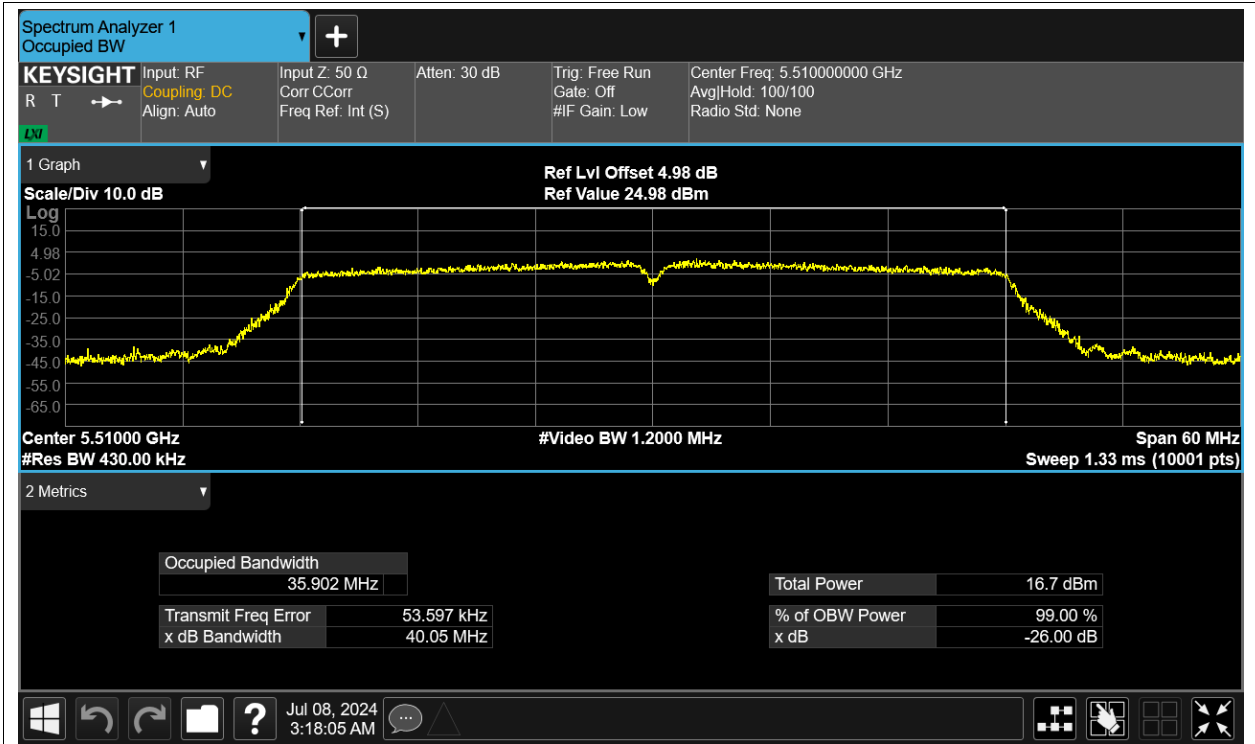 Spectrum Analyzer 1
Occupied BW
KEYSIGHT
R T
LXI
Input: RF
Coupling: DC
Align: Auto
Input Z: 50 Ω
Corr CCorr
Freq Ref: Int (S)
Atten: 30 dB
Trig: Free Run
Gate: Off
#IF Gain: Low
Center Freq: 5.510000000 GHz
Avg|Hold: 100/100
Radio Std: None
1 Graph
Scale/Div 10.0 dB
Ref Lvl Offset 4.98 dB
Ref Value 24.98 dBm
Log
15.0
4.98
-5.02
-15.0
-25.0
-35.0
-45.0
-55.0
-65.0
Center 5.51000 GHz
#Video BW 1.2000 MHz
Span 60 MHz
#Res BW 430.00 kHz
Sweep 1.33 ms (10001 pts)
2 Metrics
Occupied Bandwidth
35.902 MHz
Total Power 16.7 dBm
Transmit Freq Error 53.597 kHz
% of OBW Power 99.00 %
x dB Bandwidth 40.05 MHz
x dB -26.00 dB
?
Jul 08, 2024
3:18:05 AM